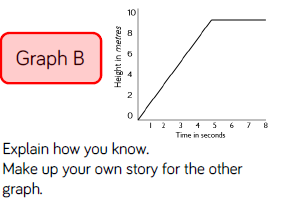 Graph B
Height in metres
10
8
6
4
2
0
1 2 3 4 5 6 7 8
Time in seconds
Explain how you know.
Make up your own story for the other
graph.